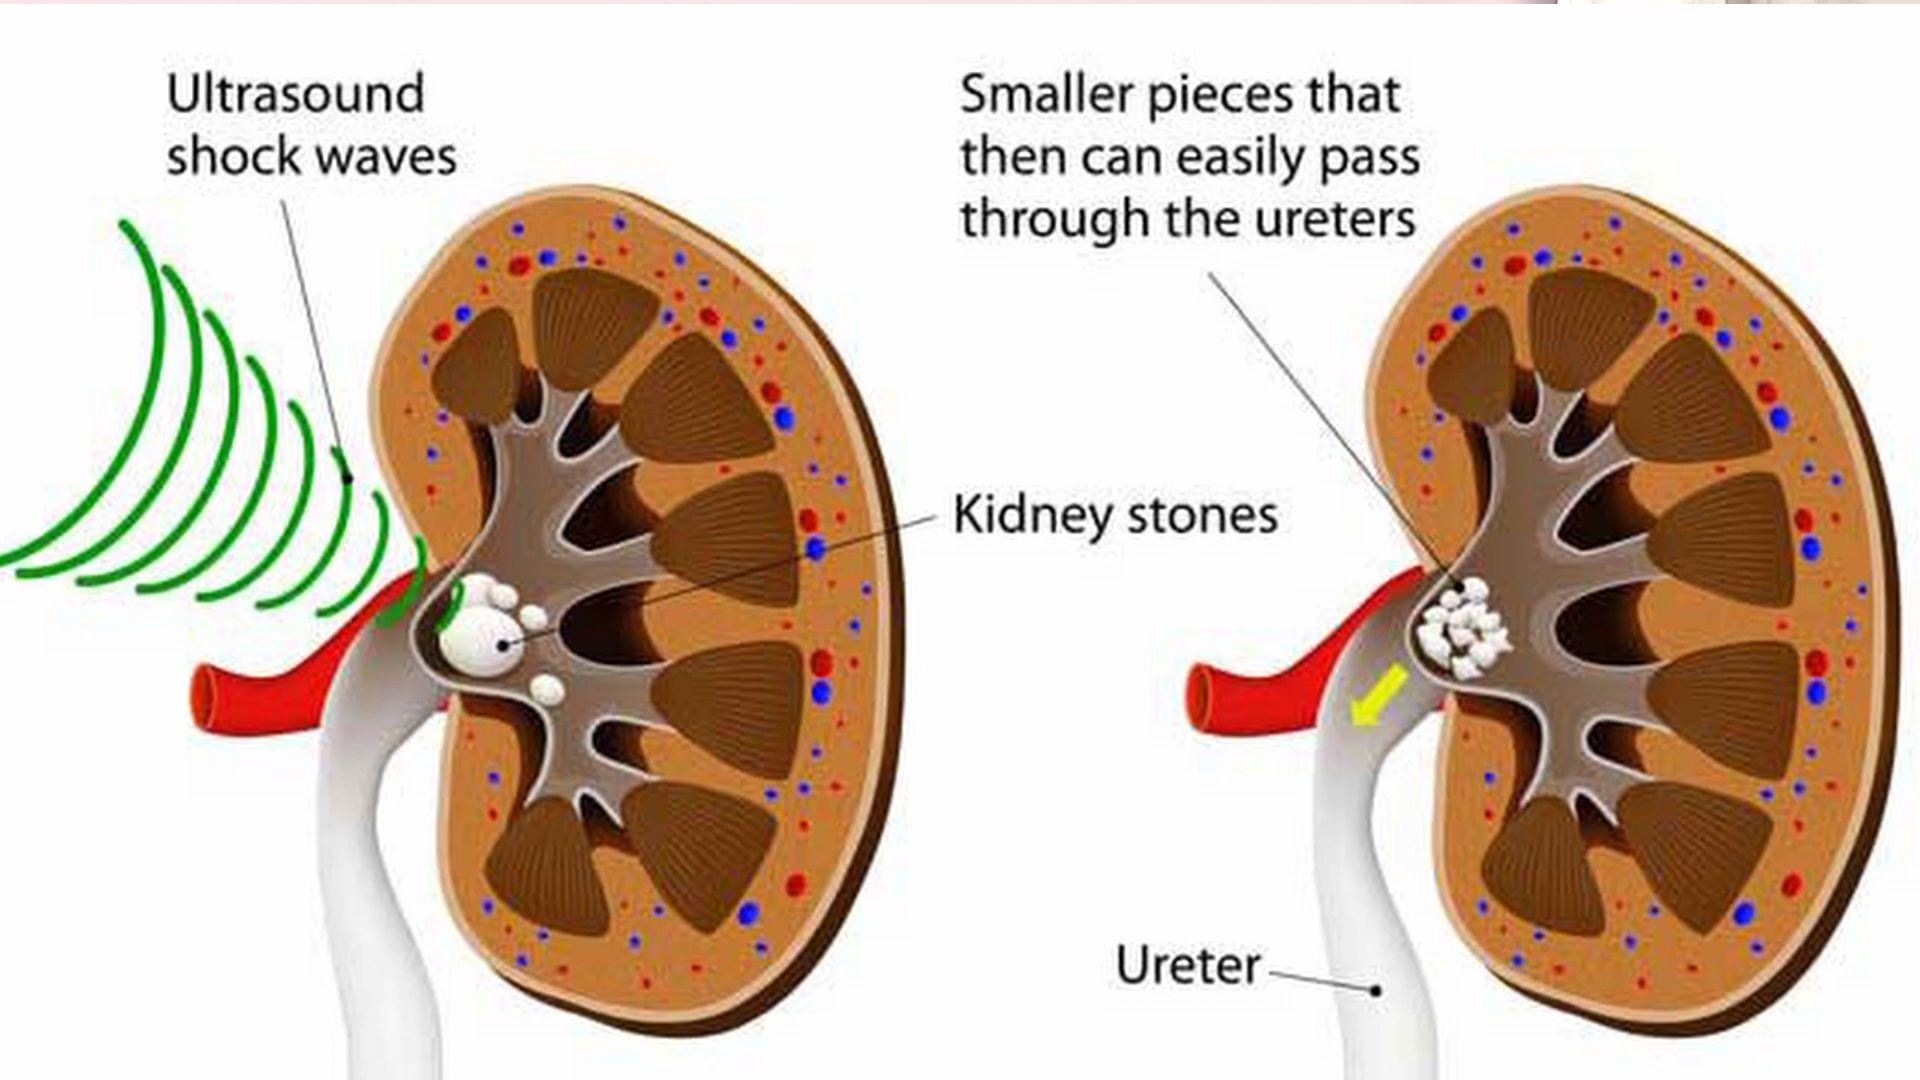 Ultrasound
shock waves
Smaller pieces that
then can easily pass
through the ureters
Kidney stones
Ureter